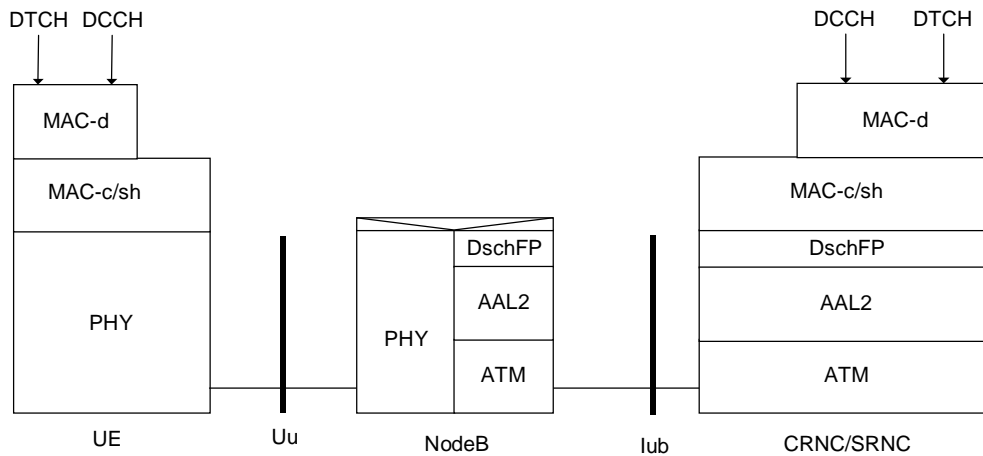 DTCH DCCH
DCCH DTCH
MAC-d
MAC-d
MAC-c/sh
MAC-c/sh
DschFP
DschFP
AAL2
AAL2
PHY
PHY
ATM
ATM
UE
Uu
NodeB
Iub
CRNC/SRNC